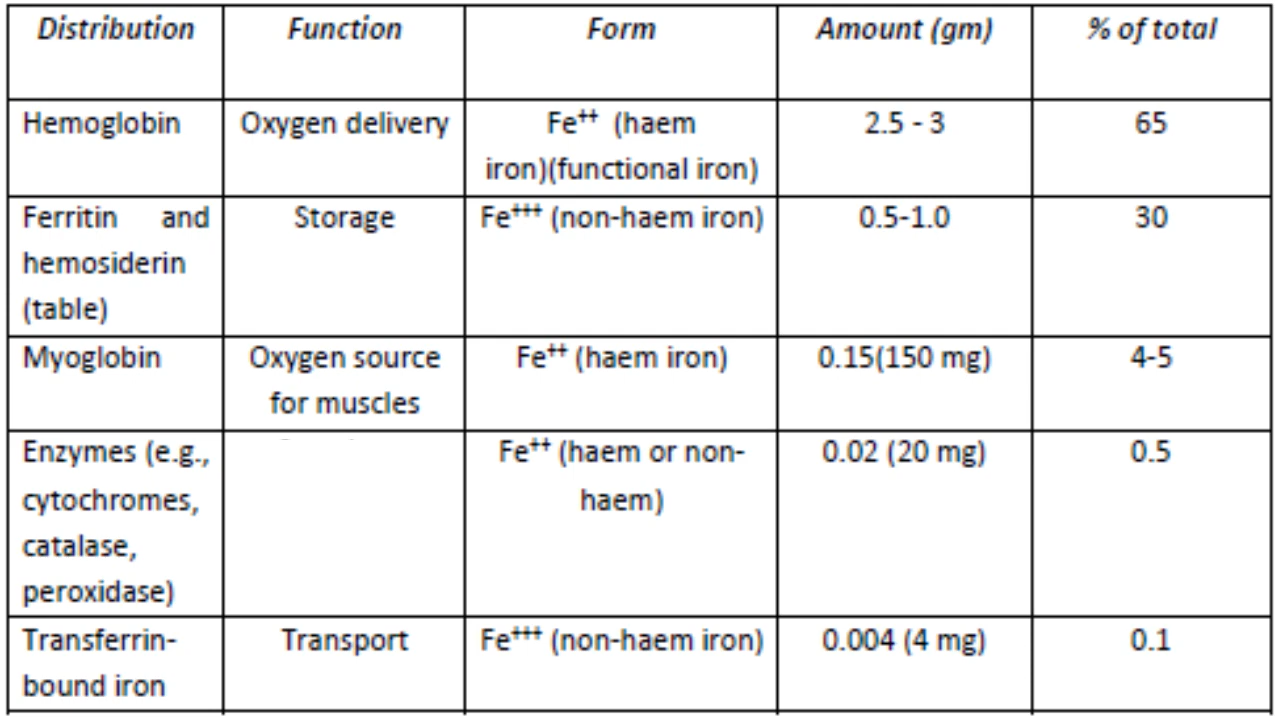 Distribution Function Form Amount (gm) % of total
Hemoglobin Oxygen delivery Fe⁺⁺ (haem 2.5 - 3 65
iron)(functional iron)
Ferritin and Storage Fe⁺⁺⁺ (non-haem iron) 0.5-1.0 30
hemosiderin
(table)
Myoglobin Oxygen source Fe⁺⁺ (haem iron) 0.15(150 mg) 4-5
for muscles
Enzymes (e.g., Fe⁺⁺ (haem or non- 0.02 (20 mg) 0.5
cytochromes, haem)
catalase,
peroxidase)
Transferrin- Transport Fe⁺⁺⁺ (non-haem iron) 0.004 (4 mg) 0.1
bound iron